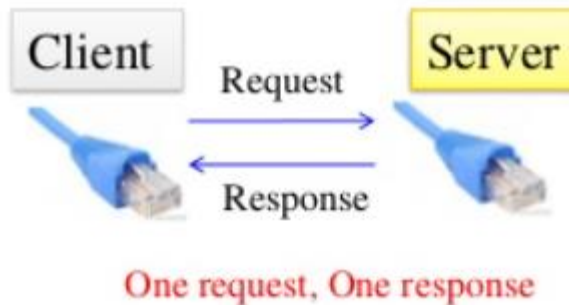 Client
Server
Request
Response
One request, One response